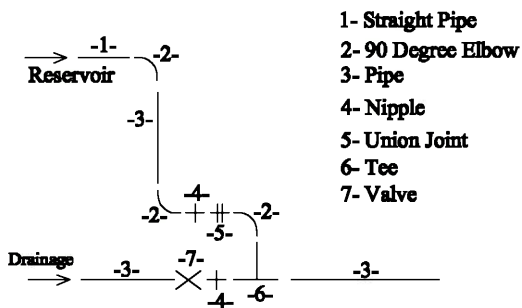 1- Straight Pipe
2- 90 Degree Elbow
3- Pipe
4- Nipple
5- Union Joint
6- Tee
7- Valve
-1-
-2-
Reservoir
-3-
-4-
-2-
-2-
-5-
Drainage
-3-
-7-
-4-
-6-
-3-